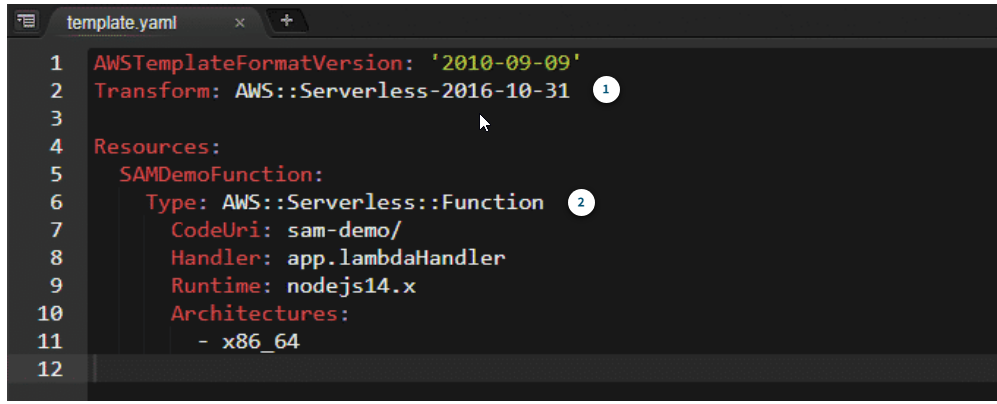 template.yaml × +
1 AWSTemplateFormatVersion: '2010-09-09'
2 Transform: AWS::Serverless-2016-10-31 1
3
4 Resources:
5   SAMDemoFunction:
6     Type: AWS::Serverless::Function 2
7       CodeUri: sam-demo/
8       Handler: app.lambdaHandler
9       Runtime: nodejs14.x
10       Architectures:
11         - x86_64
12